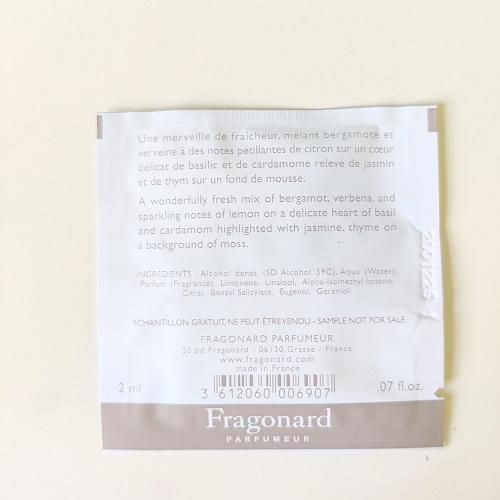 Une merveille de fraîcheur, mêlant bergamote et
verveine à des notes pétillantes de citron sur un cœur
délicat de basilic et de cardamome relevé de jasmin
et de thym sur un fond de mousse.
A wonderfully fresh mix of bergamot, verbena, and
sparkling notes of lemon on a delicate heart of basil
and cardamom highlighted with jasmine, thyme on
a background of moss.
INGREDIENTS : Alcohol denat. (SD Alcohol 39C), Aqua (Water),
Parfum (Fragrance), Limonene, Linalool, Alpha-Isomethyl Ionone,
Citral, Benzyl Salicylate, Eugenol, Geraniol.
ECHANTILLON GRATUIT, NE PEUT ÊTRE VENDU - SAMPLE NOT FOR SALE
FRAGONARD PARFUMEUR
20 bd Fragonard - 06130 Grasse - France
www.fragonard.com
made in France
2 ml
3 612060 006907
.07 fl.oz.
Fragonard
PARFUMEUR